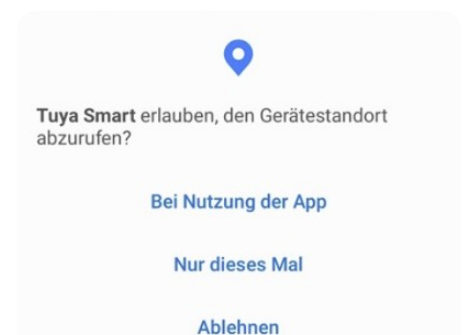 Tuya Smart erlauben, den Gerätestandort
abzurufen?
Bei Nutzung der App
Nur dieses Mal
Ablehnen